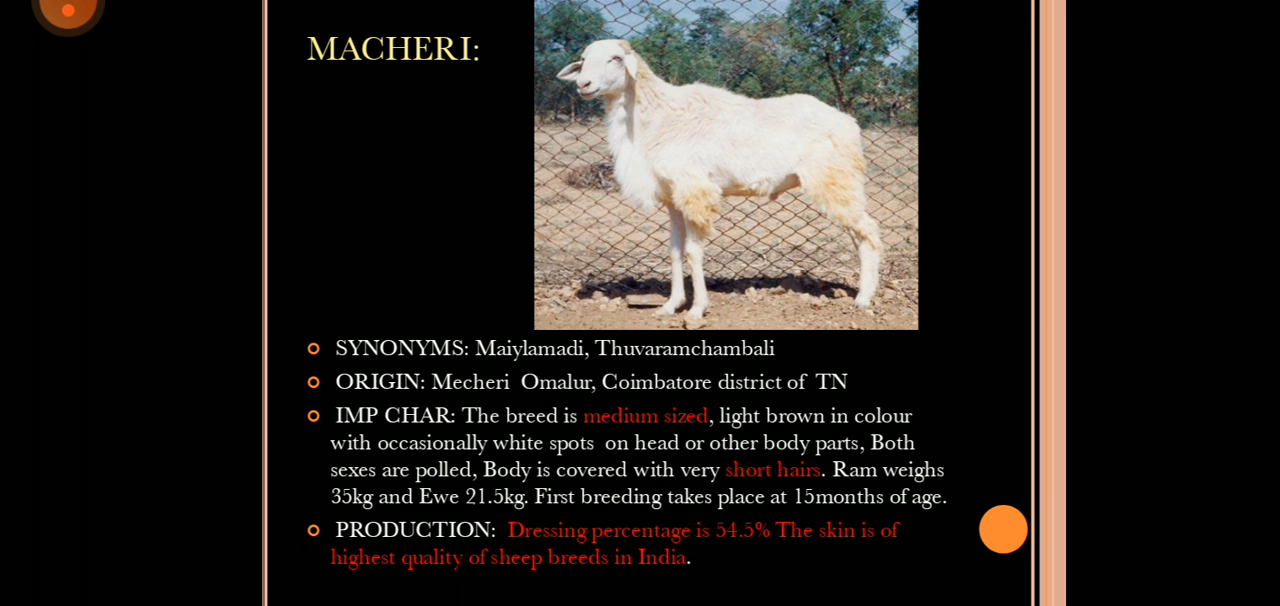 MACHERI:
SYNONYMS: Maiylamadi, Thuvaramchambali
ORIGIN: Mecheri Omalur, Coimbatore district of TN
IMP CHAR: The breed is medium sized, light brown in colour
with occasionally white spots on head or other body parts, Both
sexes are polled, Body is covered with very short hairs. Ram weighs
35kg and Ewe 21.5kg. First breeding takes place at 15months of age.
PRODUCTION: Dressing percentage is 54.5% The skin is of
highest quality of sheep breeds in India.